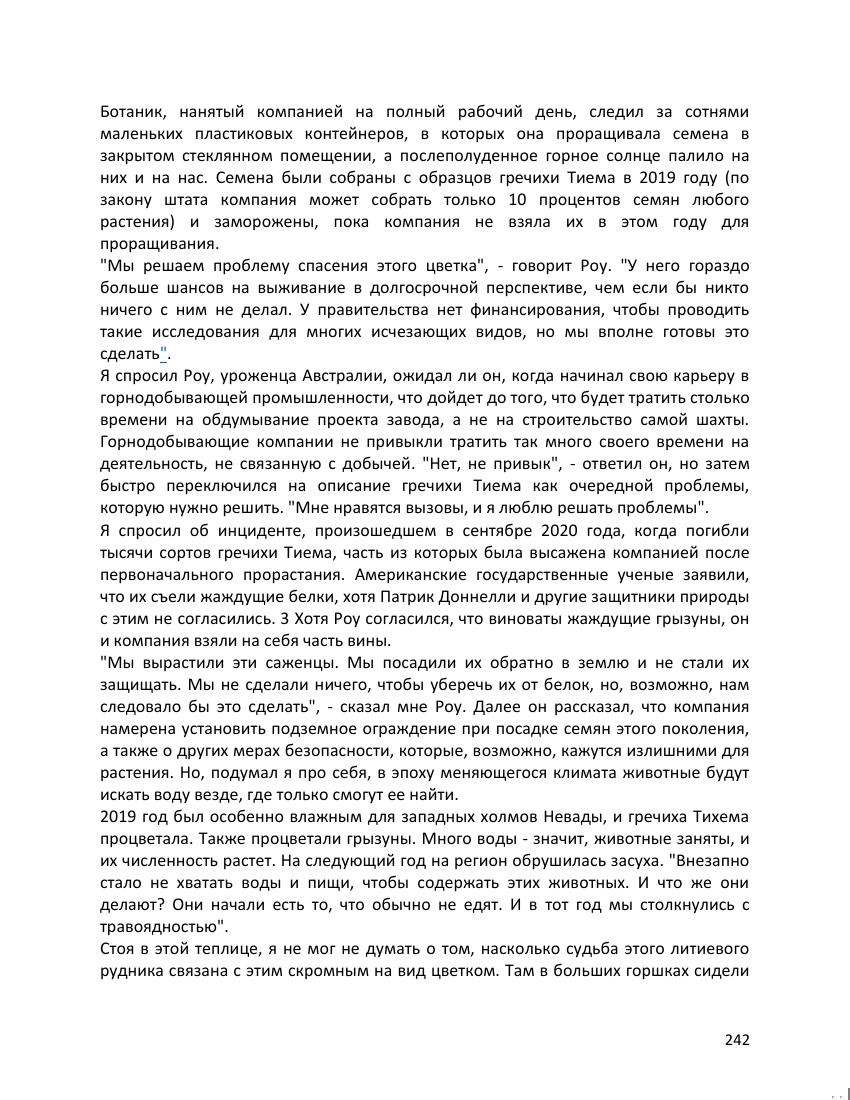 Ботаник, нанятый компанией на полный рабочий день, следил за сотнями
маленьких пластиковых контейнеров, в которых она проращивала семена в
закрытом стеклянном помещении, а послеполуденное горное солнце палило на
них и на нас. Семена были собраны с образцов гречихи Тиема в 2019 году (по
закону штата компания может собрать только 10 процентов семян любого
растения) и заморожены, пока компания не взяла их в этом году для
проращивания.
"Мы решаем проблему спасения этого цветка", - говорит Роу. "У него гораздо
больше шансов на выживание в долгосрочной перспективе, чем если бы никто
ничего с ним не делал. У правительства нет финансирования, чтобы проводить
такие исследования для многих исчезающих видов, но мы вполне готовы это
сделать".
Я спросил Роу, уроженца Австралии, ожидал ли он, когда начинал свою карьеру в
горнодобывающей промышленности, что дойдет до того, что будет тратить столько
времени на обдумывание проекта завода, а не на строительство самой шахты.
Горнодобывающие компании не привыкли тратить так много своего времени на
деятельность, не связанную с добычей. "Нет, не привык", - ответил он, но затем
быстро переключился на описание гречихи Тиема как очередной проблемы,
которую нужно решить. "Мне нравятся вызовы, и я люблю решать проблемы".
Я спросил об инциденте, произошедшем в сентябре 2020 года, когда погибли
тысячи сортов гречихи Тиема, часть из которых была высажена компанией после
первоначального прорастания. Американские государственные ученые заявили,
что их съели жаждущие белки, хотя Патрик Доннелли и другие защитники природы
с этим не согласились. 3 Хотя Роу согласился, что виноваты жаждущие грызуны, он
и компания взяли на себя часть вины.
"Мы вырастили эти саженцы. Мы посадили их обратно в землю и не стали их
защищать. Мы не сделали ничего, чтобы уберечь их от белок, но, возможно, нам
следовало бы это сделать", - сказал мне Роу. Далее он рассказал, что компания
намерена установить подземное ограждение при посадке семян этого поколения,
а также о других мерах безопасности, которые, возможно, кажутся излишними для
растения. Но, подумал я про себя, в эпоху меняющегося климата животные будут
искать воду везде, где только смогут ее найти.
2019 год был особенно влажным для западных холмов Невады, и гречиха Тихема
процветала. Также процветали грызуны. Много воды - значит, животные заняты, и
их численность растет. На следующий год на регион обрушилась засуха. "Внезапно
стало не хватать воды и пищи, чтобы содержать этих животных. И что же они
делают? Они начали есть то, что обычно не едят. И в тот год мы столкнулись с
травоядностью".
Стоя в этой теплице, я не мог не думать о том, насколько судьба этого литиевого
рудника связана с этим скромным на вид цветком. Там в больших горшках сидели
242